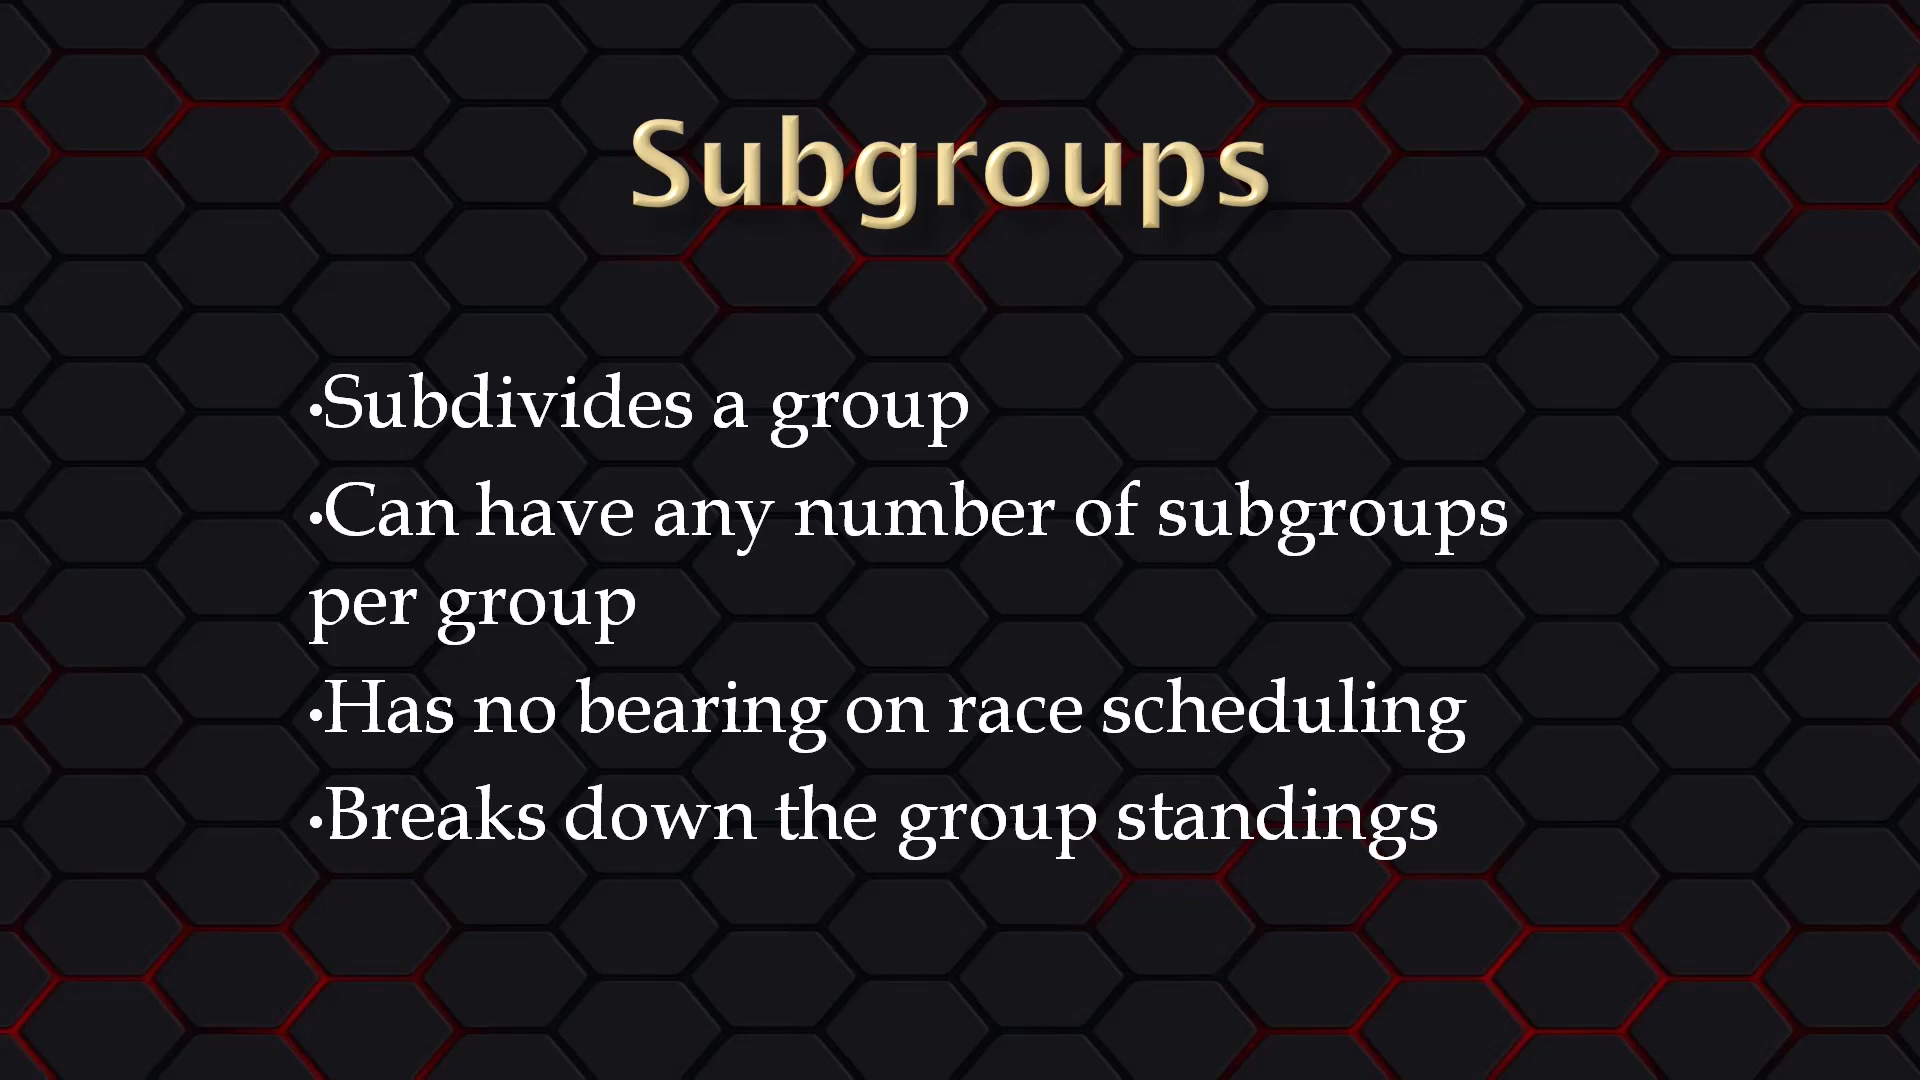 Subgroups
•Subdivides a group
•Can have any number of subgroups
per group
•Has no bearing on race scheduling
•Breaks down the group standings